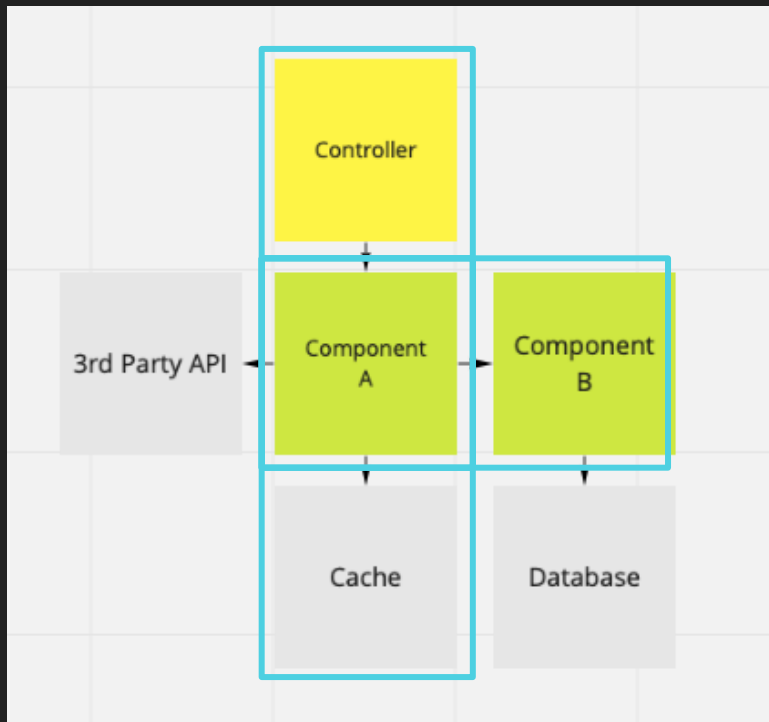 Controller
3rd Party API
Component
A
Component
B
Cache
Database